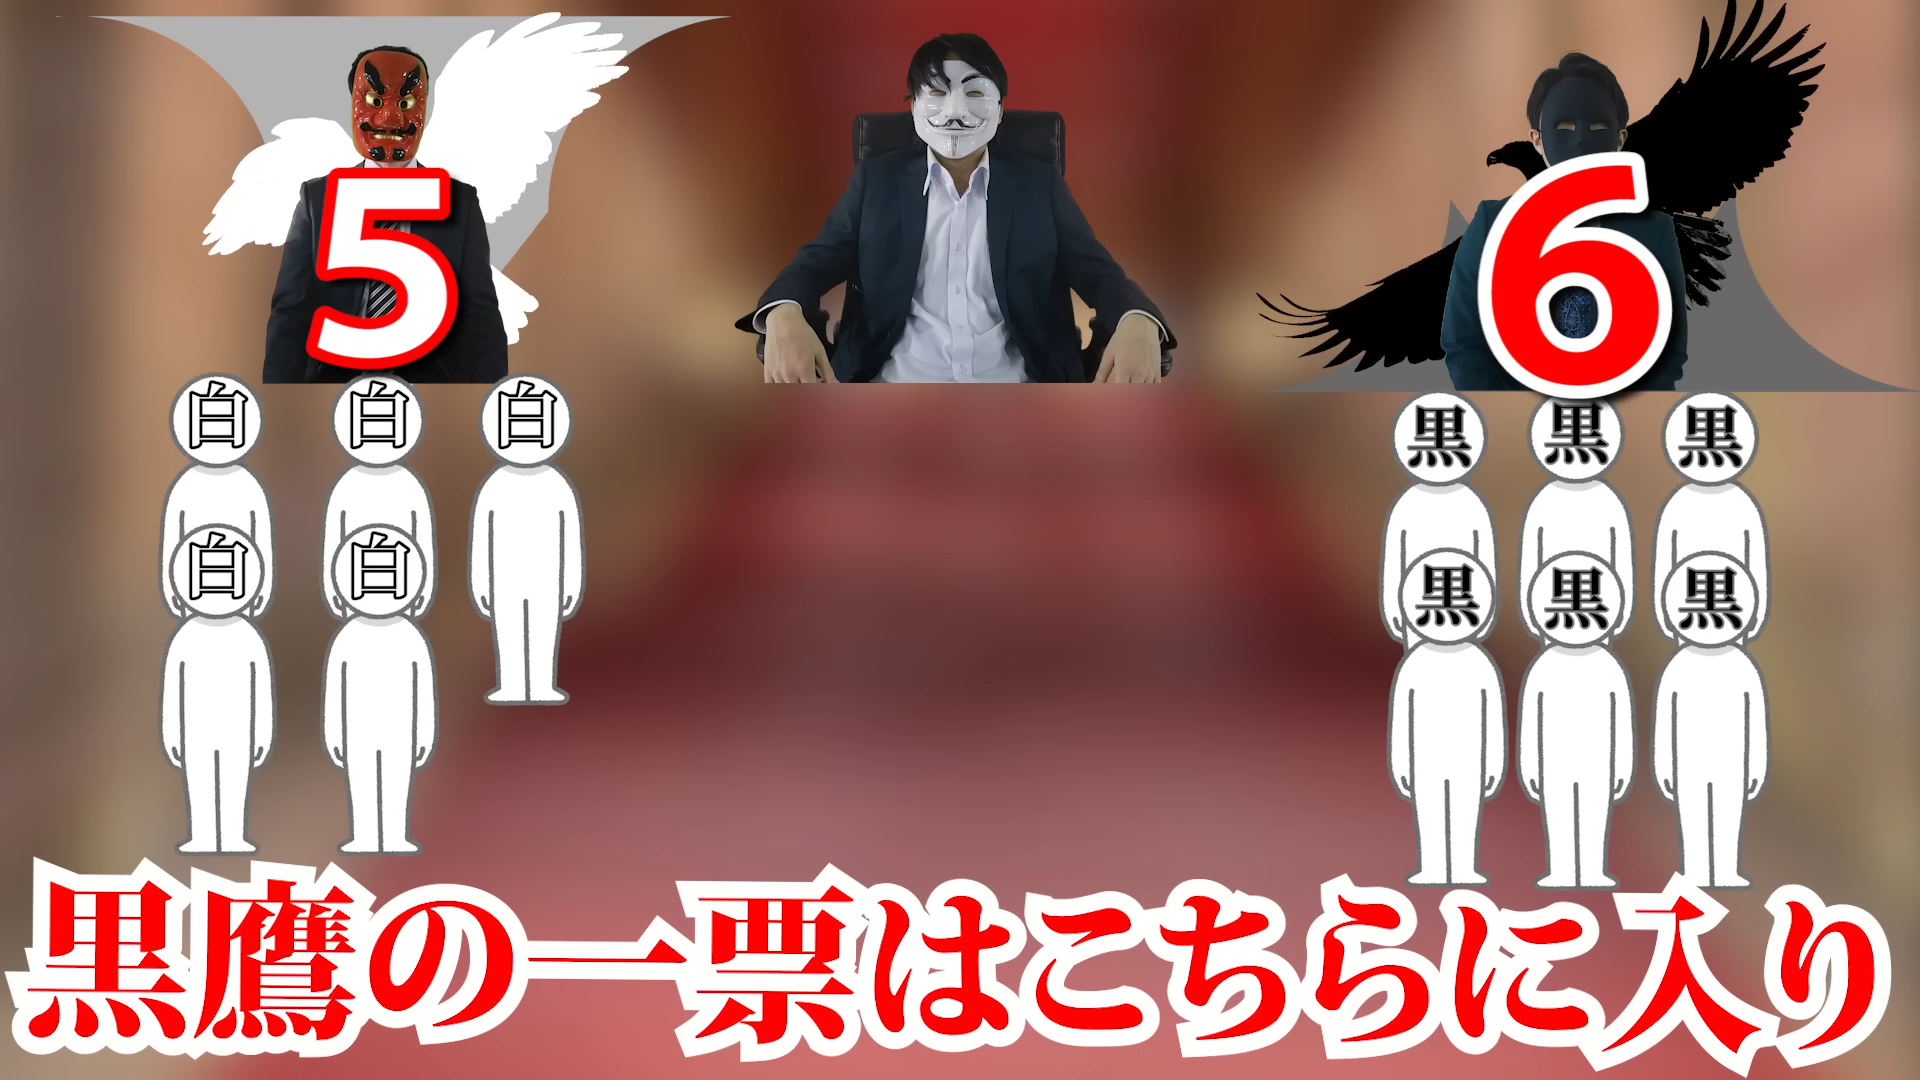 5
6
白 白 白
白 白
黒 黒 黒
黒 黒 黒
黒鷹の一票はこちらに入り